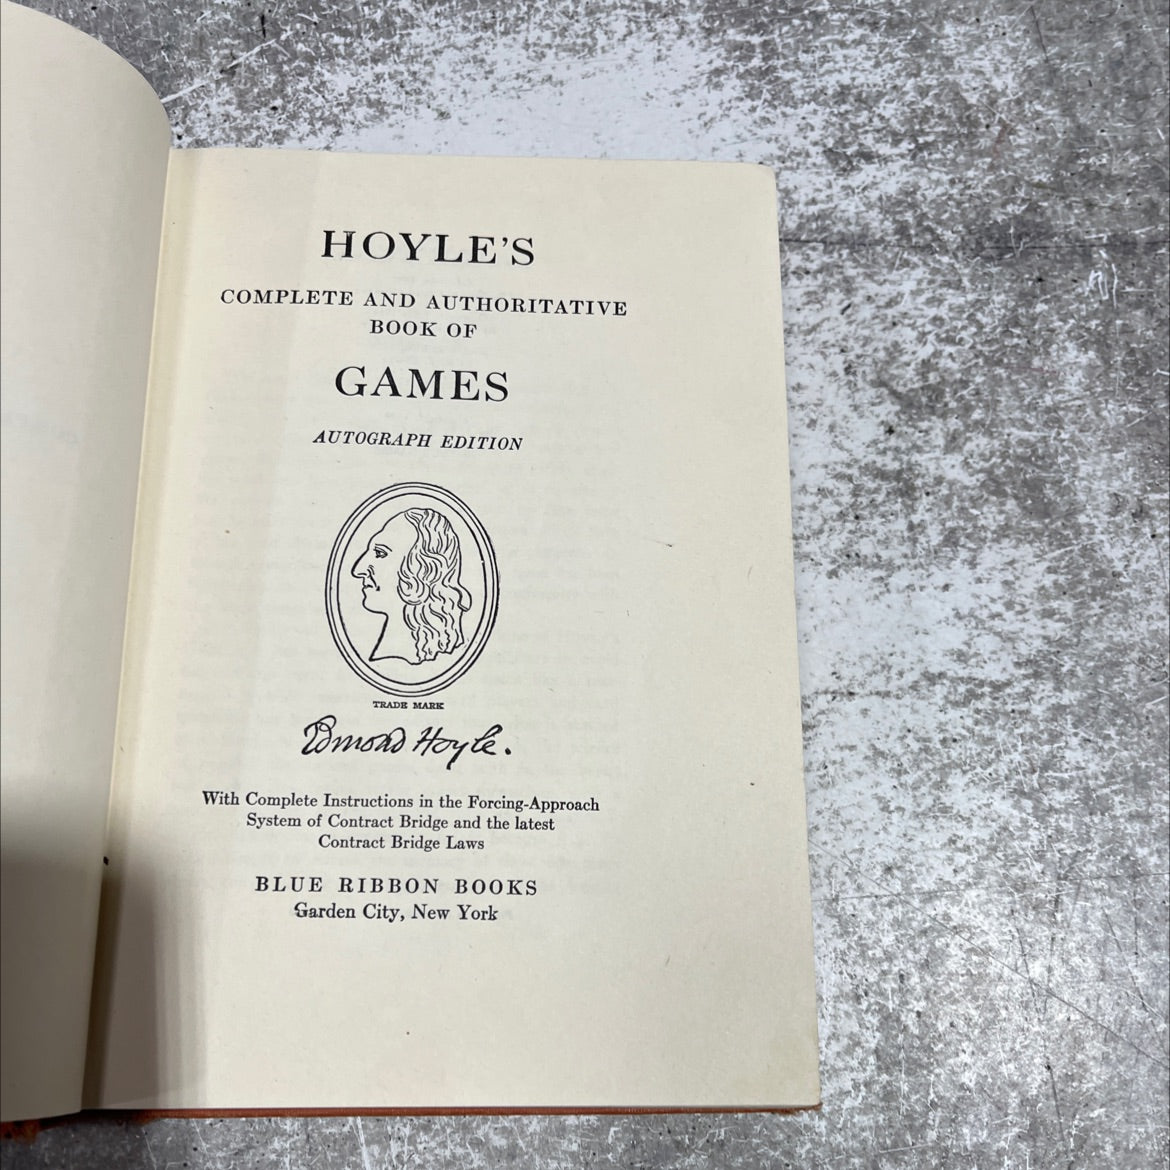 HOYLE'S
COMPLETE AND AUTHORITATIVE
BOOK OF
GAMES
AUTOGRAPH EDITION
TRADE MARK
Edmond Hoyle.
With Complete Instructions in the Forcing-Approach
System of Contract Bridge and the latest
Contract Bridge Laws
BLUE RIBBON BOOKS
Garden City, New York